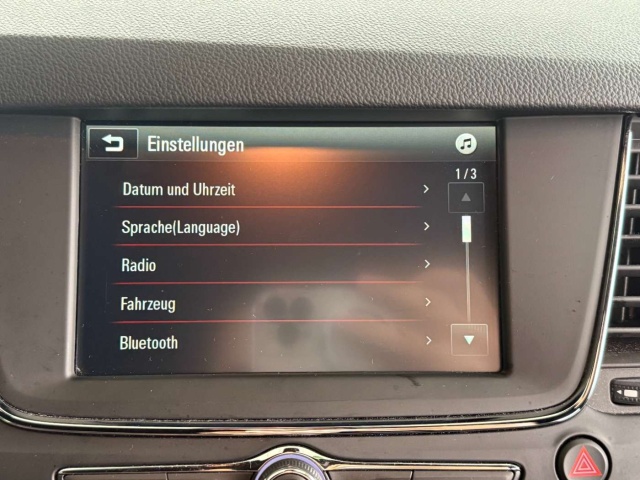 Einstellungen
1/3
Datum und Uhrzeit
Sprache(Language)
Radio
Fahrzeug
Bluetooth